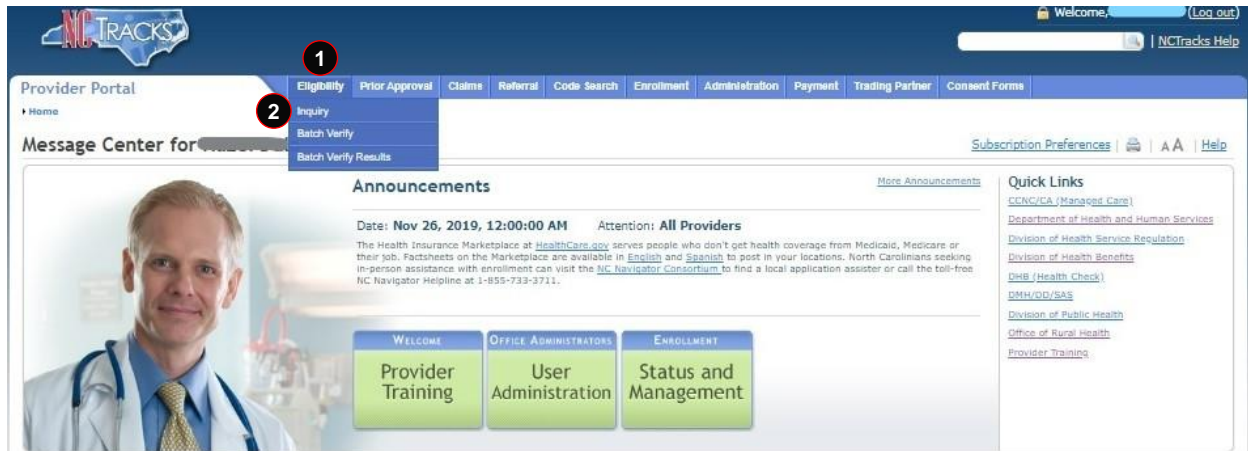 NC TRACKS
Welcome, (Log out)
| NCTracks Help
1
Provider Portal
Eligibility Prior Approval Claims Referral Code Search Enrollment Administration Payment Trading Partner Consent Forms
Home
2
Inquiry
Batch Verify
Batch Verify Results
Message Center for
Subscription Preferences | | A A | Help
Announcements
More Announcements
Date: Nov 26, 2019, 12:00:00 AM Attention: All Providers
The Health Insurance Marketplace at HealthCare.gov serves people who don't get health coverage from Medicaid, Medicare or
their job. Factsheets on the Marketplace are available in English and Spanish to post in your locations. North Carolinians seeking
in-person assistance with enrollment can visit the NC Navigator Consortium to find a local application assister or call the toll-free
NC Navigator Helpline at 1-855-733-3711.
Quick Links
CCNC/CA (Managed Care)
Department of Health and Human Services
Division of Health Service Regulation
Division of Health Benefits
DHB (Health Check)
DMH/DD/SAS
Division of Public Health
Office of Rural Health
Provider Training
WELCOME
Provider
Training
OFFICE ADMINISTRATORS
User
Administration
ENROLLMENT
Status and
Management